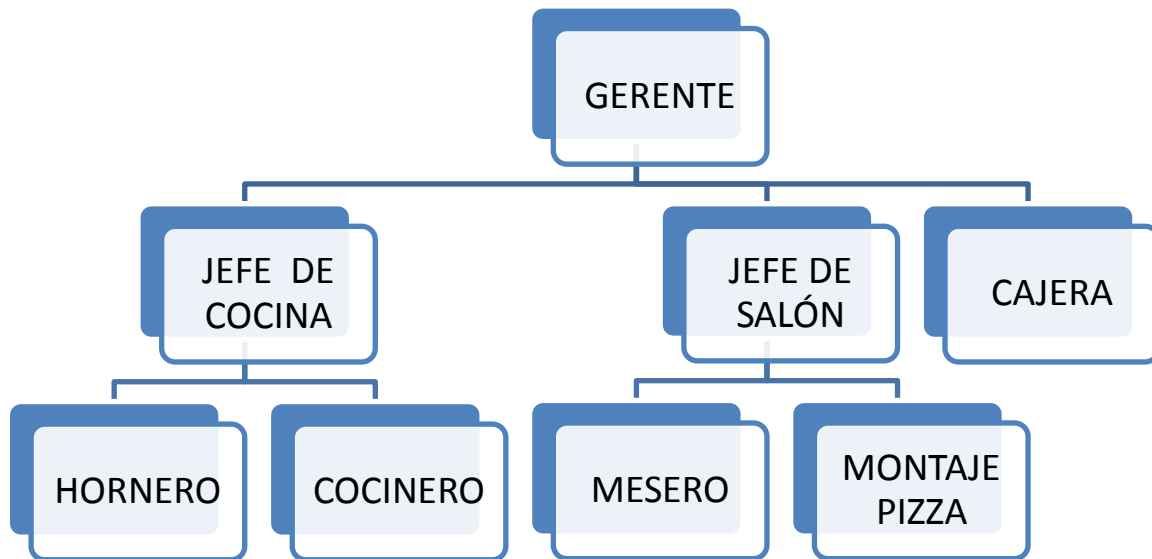 GERENTE
JEFE DE
COCINA
JEFE DE
SALÓN
CAJERA
HORNERO
COCINERO
MESERO
MONTAJE
PIZZA